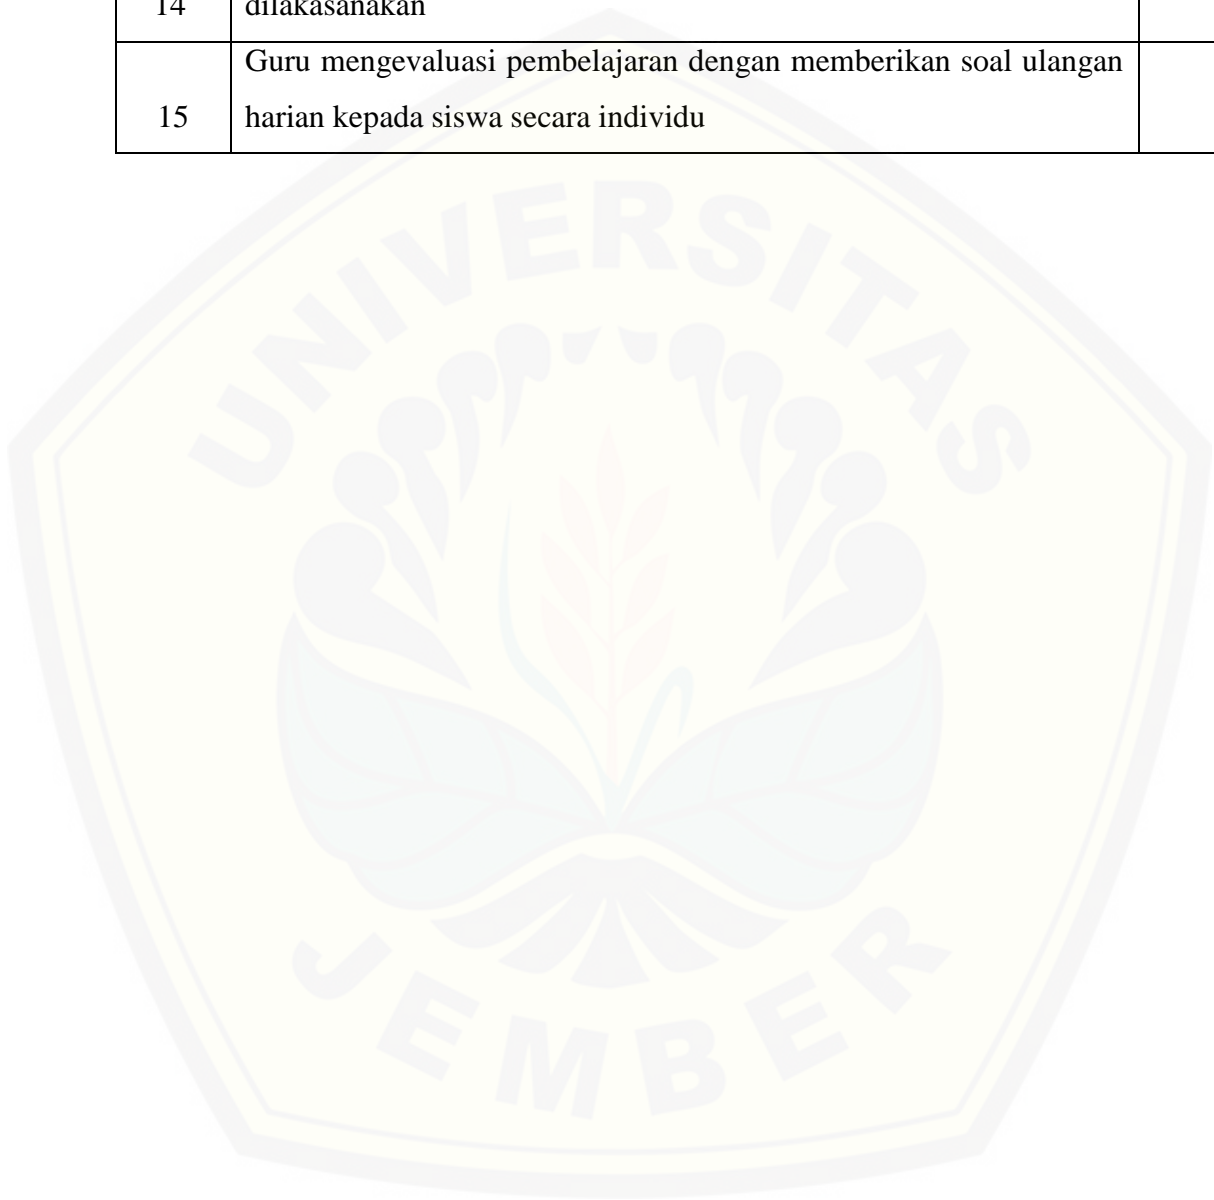 14 dilakasanakan
Guru mengevaluasi pembelajaran dengan memberikan soal ulangan
15 harian kepada siswa secara individu
UNIVERSITAS
JEMBER